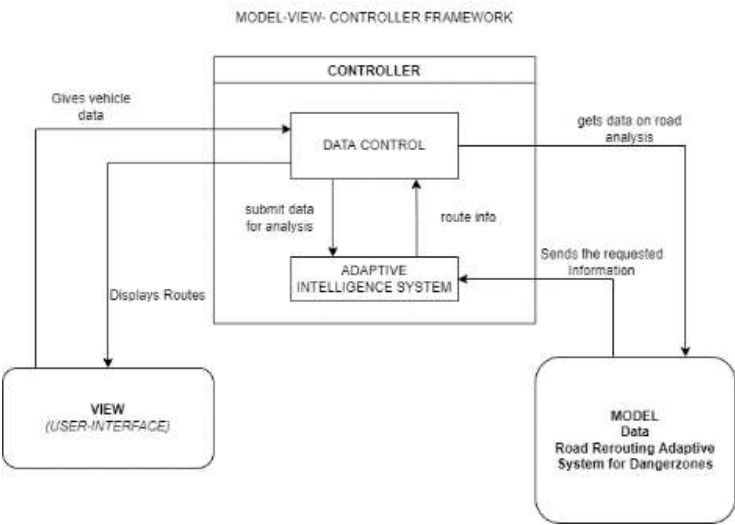 MODEL-VIEW- CONTROLLER FRAMEWORK
CONTROLLER
Gives vehicle
data
DATA CONTROL
gets data on road
analysis
submit data
for analysis
route info
Sends the requested
Information
ADAPTIVE
INTELLIGENCE SYSTEM
Displays Routes
VIEW
(USER-INTERFACE)
MODEL
Data
Road Rerouting Adaptive
System for Dangerzones